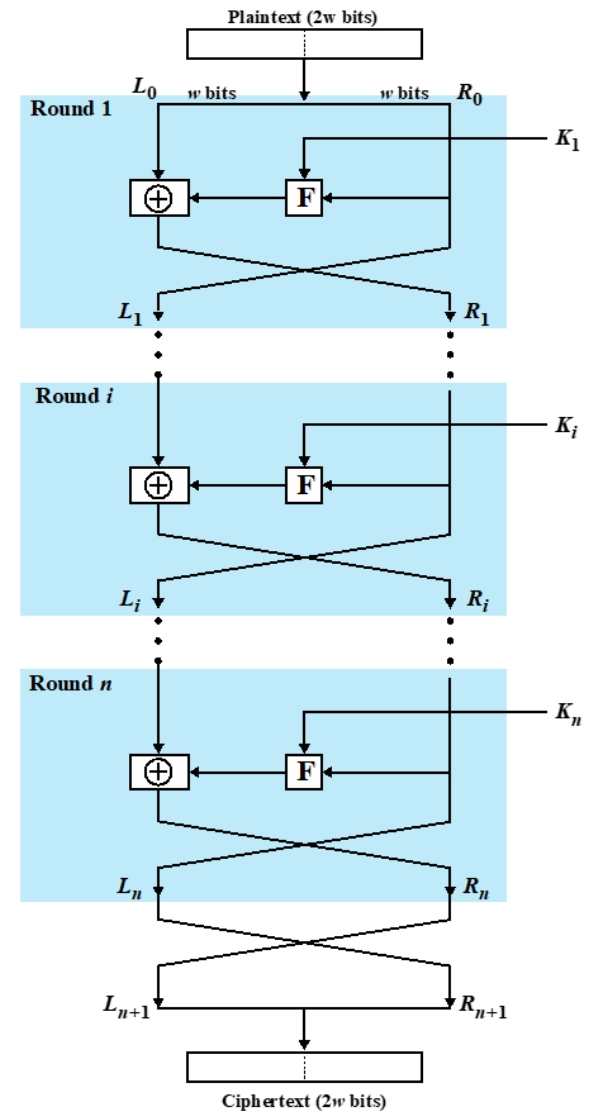 Plaintext (2w bits)
L₀ w bits w bits R₀
Round 1
K₁
F
L₁ R₁
Round i
Kᵢ
F
Lᵢ Rᵢ
Round n
Kₙ
F
Lₙ Rₙ
Lₙ₊₁ Rₙ₊₁
Ciphertext (2w bits)